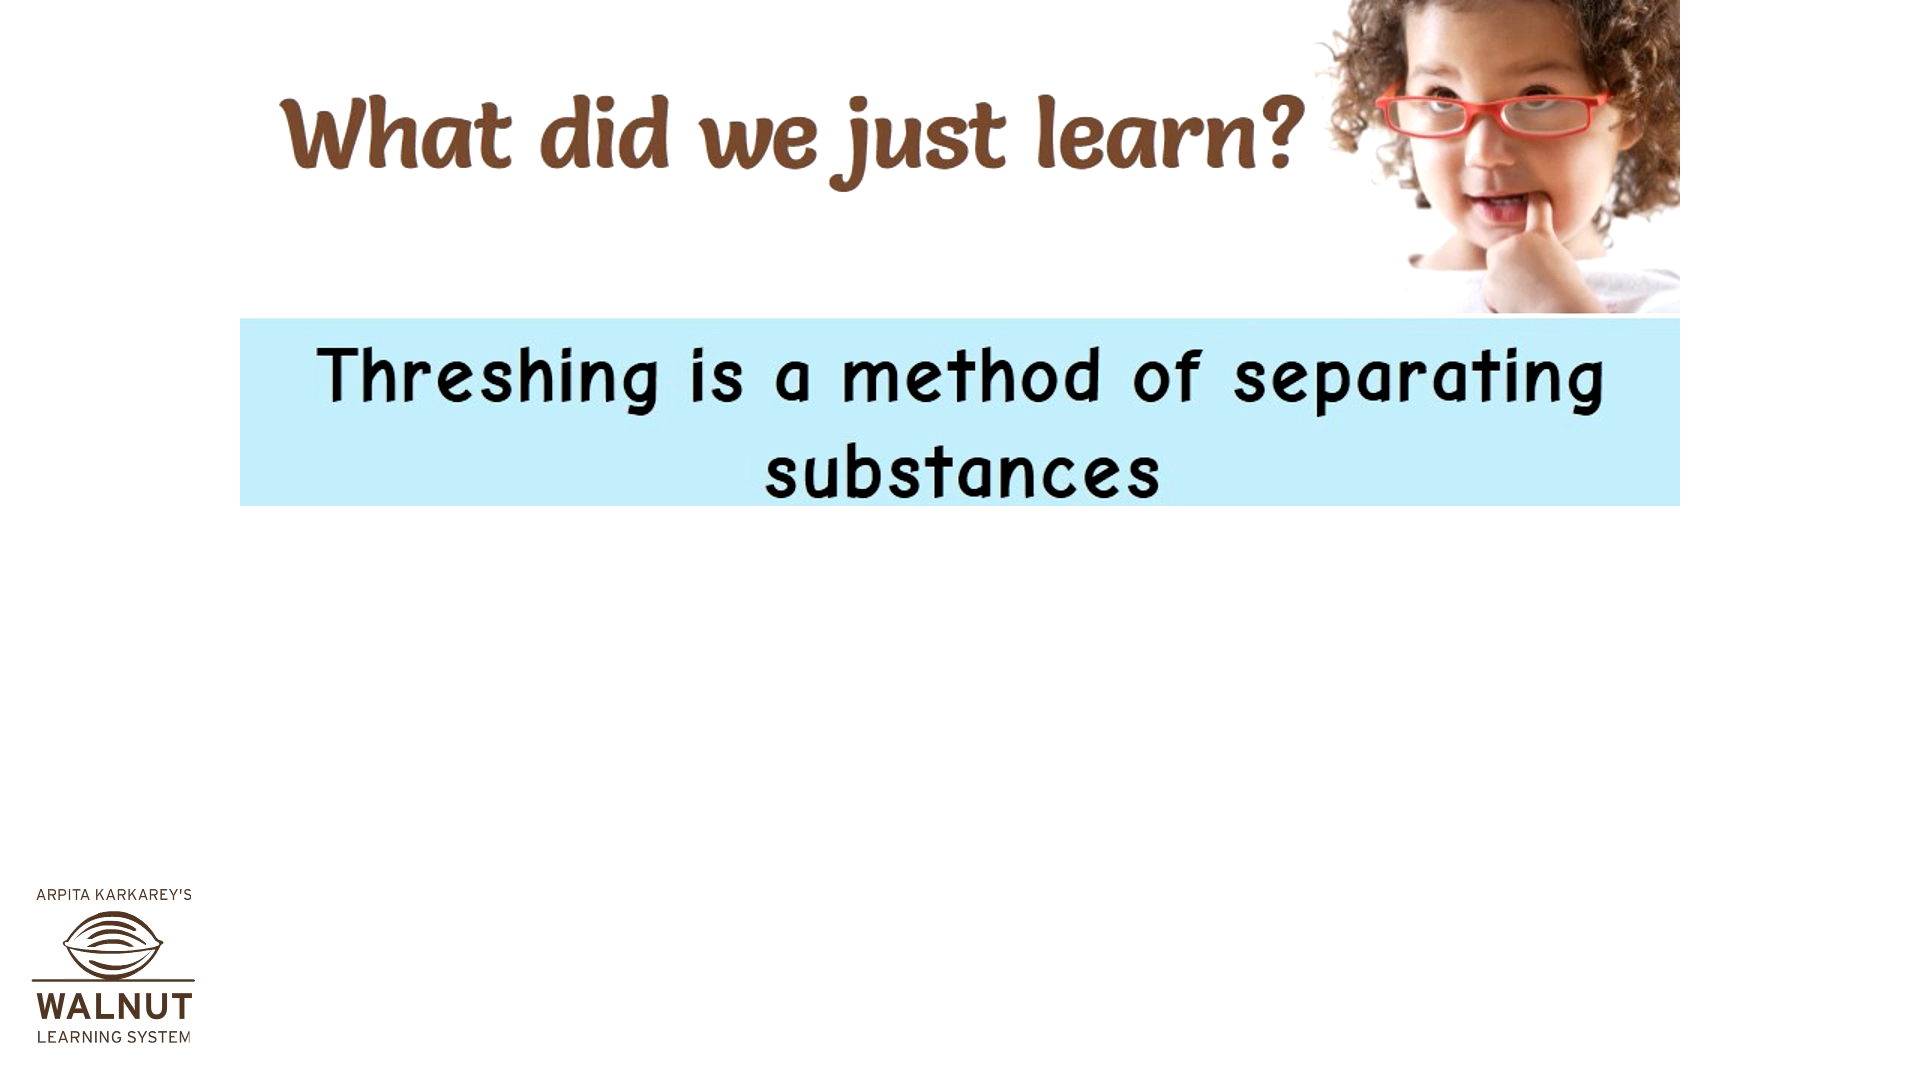 What did we just learn?
Threshing is a method of separating
substances
ARPITA KARKAREY'S
WALNUT
LEARNING SYSTEM